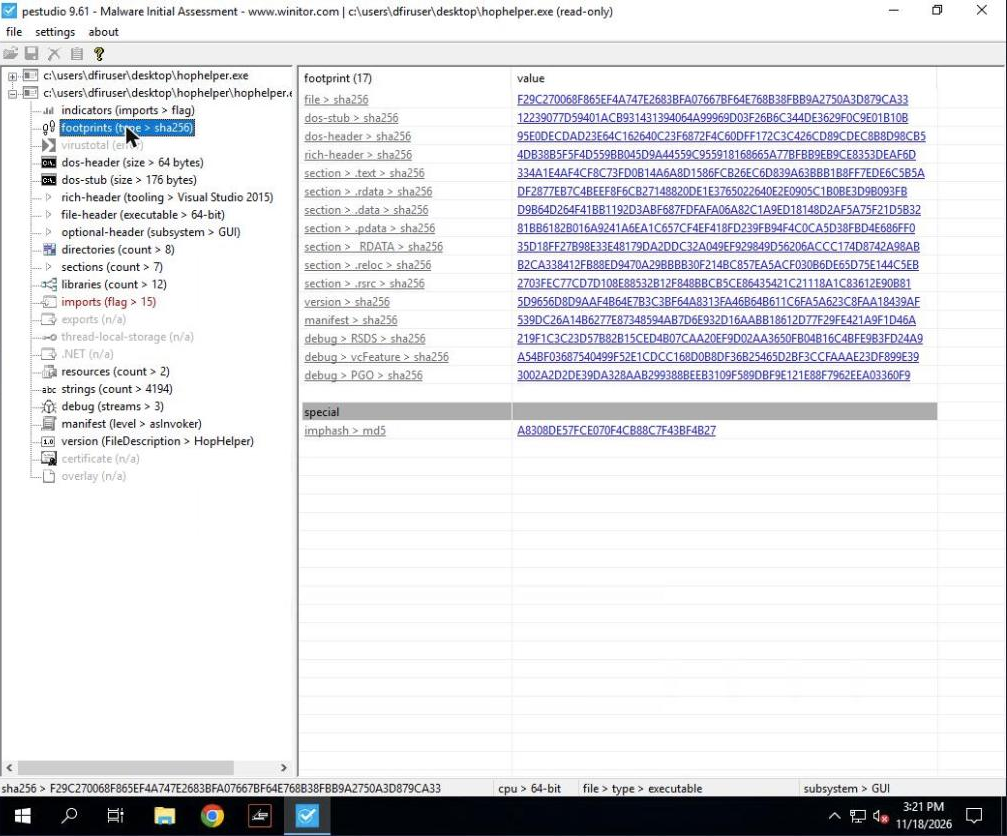 pestudio 9.61 - Malware Initial Assessment - www.winitor.com | c:\users\dfiruser\desktop\hophelper.exe (read-only)
file settings about
c:\users\dfiruser\desktop\hophelper.exe
c:\users\dfiruser\desktop\hophelper\hophelper.e
indicators (imports > flag)
footprints (type > sha256)
virustotal (error)
dos-header (size > 64 bytes)
dos-stub (size > 176 bytes)
rich-header (tooling > Visual Studio 2015)
file-header (executable > 64-bit)
optional-header (subsystem > GUI)
directories (count > 8)
sections (count > 7)
libraries (count > 12)
imports (flag > 15)
exports (n/a)
thread-local-storage (n/a)
.NET (n/a)
resources (count > 2)
abc strings (count > 4194)
debug (streams > 3)
manifest (level > asInvoker)
1.0 version (FileDescription > HopHelper)
certificate (n/a)
overlay (n/a)
footprint (17) value
file > sha256 F29C270068F865EF4A747E2683BFA07667BF64E768B38FBB9A2750A3D879CA33
dos-stub > sha256 12239077D59401ACB931431394064A99969D03F26B6C344DE3629F0C9E01B10B
dos-header > sha256 95E0DECDAD23E64C162640C23F6872F4C60DFF172C3C426CD89CDEC8B8D98CB5
rich-header > sha256 4DB38B5F5F4D559BB045D9A44559C955918168665A77BFBB9EB9CE8353DEAF6D
section > .text > sha256 334A1E4AF4CF8C73FD0B14A6A8D1586FCB26EC6D839A63BBB1B8FF7EDE6C5B5A
section > .rdata > sha256 DF2877EB7C4BEEF8F6CB27148820DE1E3765022640E2E0905C1B0BE3D9B093FB
section > .data > sha256 D9B64D264F41BB1192D3ABF687FDFAFA06A82C1A9ED18148D2AF5A75F21D5B32
section > .pdata > sha256 81BB6182B016A9241A6EA1C657CF4EF418FD239FB94F4C0CA5D38FBD4E686FF0
section > _RDATA > sha256 35D18FF27B98E33E48179DA2DDC32A049EF929849D56206ACCC174D8742A98AB
section > .reloc > sha256 B2CA338412FB88ED9470A29BBBB30F214BC857EA5ACF030B6DE65D75E144C5EB
section > .rsrc > sha256 2703FEC77CD7D108E88532B12F848BBCB5CE86435421C21118A1C83612E90B81
version > sha256 5D9656D8D9AAF4B64E7B3C3BF64A8313FA46B64B611C6FA5A623C8FAA18439AF
manifest > sha256 539DC26A14B6277E87348594AB7D6E932D16AABB18612D77F29FE421A9F1D46A
debug > RSDS > sha256 219F1C3C23D57B82B15CED4B07CAA20EF9D02AA3650FB04B16C4BFE9B3FD24A9
debug > vcFeature > sha256 A54BF03687540499F52E1CDCC168D0B8DF36B25465D2BF3CCFAAAE23DF899E39
debug > PGO > sha256 3002A2D2DE39DA328AAB299388BEEB3109F589DBF9E121E88F7962EEA03360F9
special
imphash > md5 A8308DE57FCE070F4CB88C7F43BF4B27
sha256 > F29C270068F865EF4A747E2683BFA07667BF64E768B38FBB9A2750A3D879CA33 cpu > 64-bit file > type > executable subsystem > GUI
3:21 PM
11/18/2026